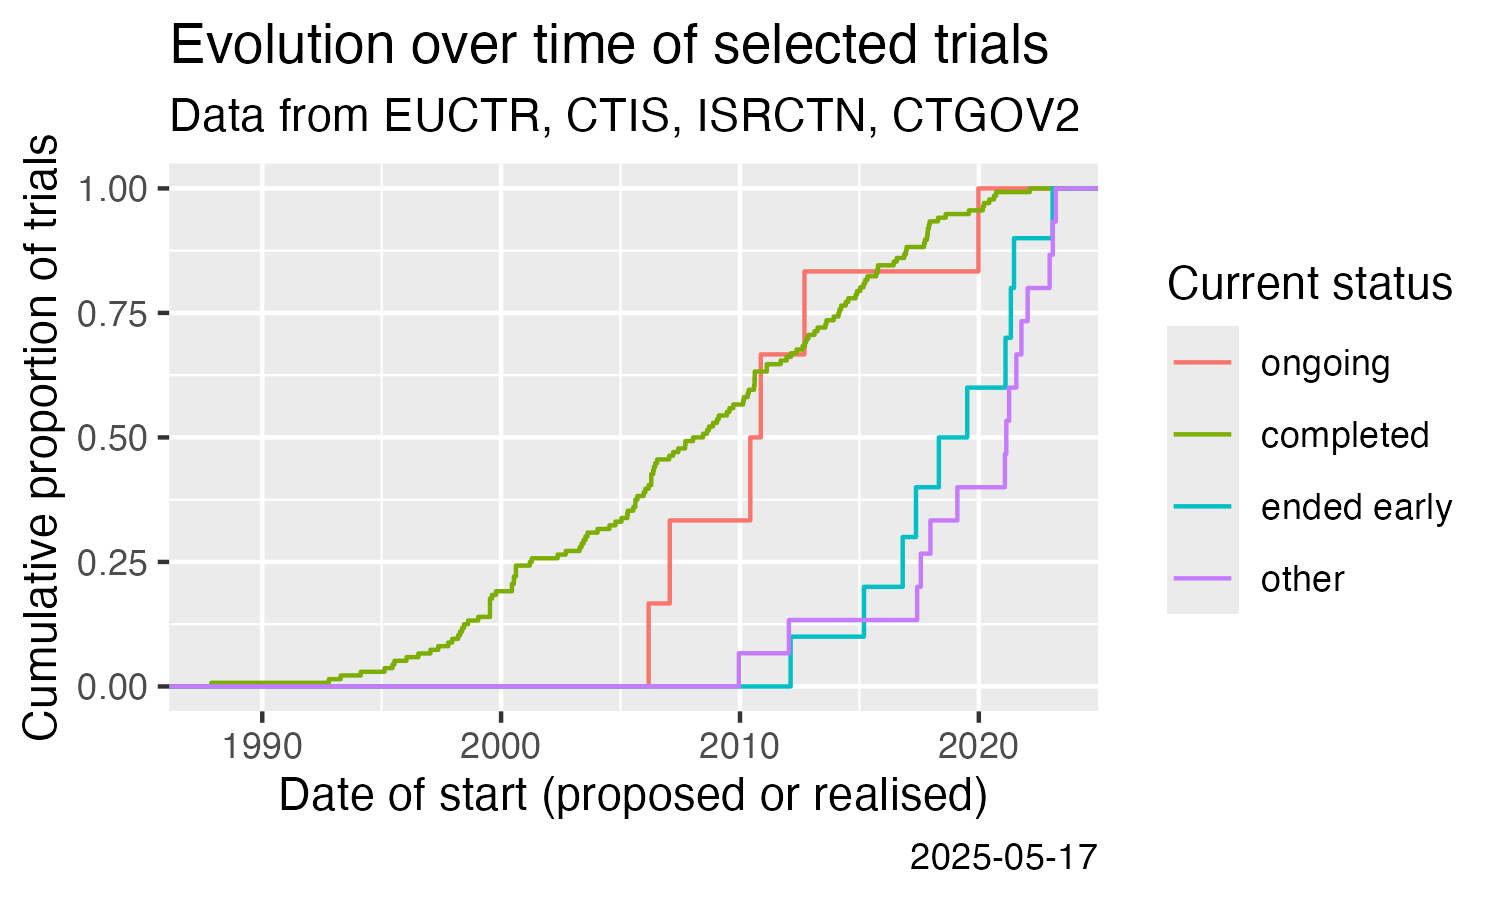 Evolution over time of selected trials
Data from EUCTR, CTIS, ISRCTN, CTGOV2
Cumulative proportion of trials
1.00
0.75
0.50
0.25
0.00
1990
2000
2010
2020
Date of start (proposed or realised)
Current status
ongoing
completed
ended early
other
2025-05-17